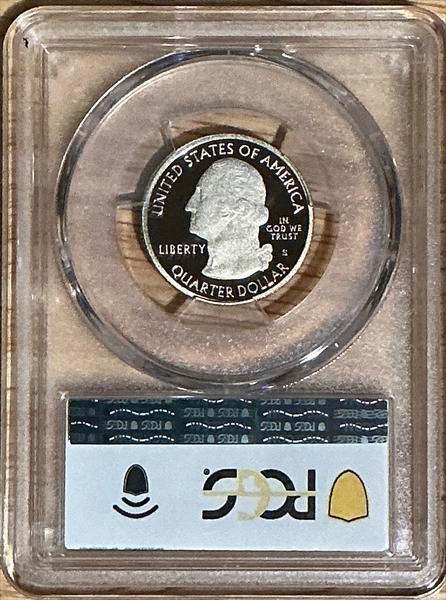 UNITED STATES OF AMERICA
IN
GOD WE
TRUST
LIBERTY
S
QUARTER DOLLAR
PCGS